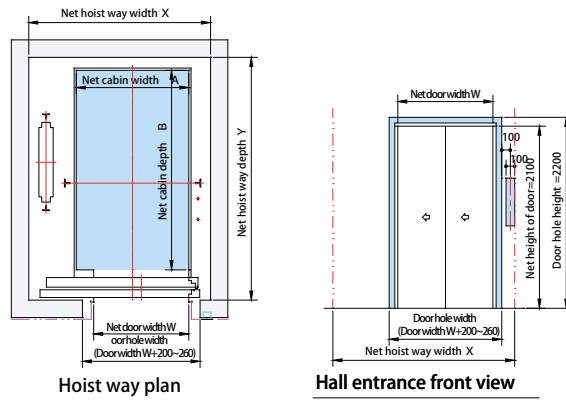 Net hoist way width X
Net cabin width A
Net cabin depth B
Net hoist way depth Y
Net door width W
oor hole width
(Door width W+200~260)
Hoist way plan
Net door width W
100
100
Net height of door=2100
Door hole height =2200
Door hole width
(Door width W+200~260)
Net hoist way width X
Hall entrance front view